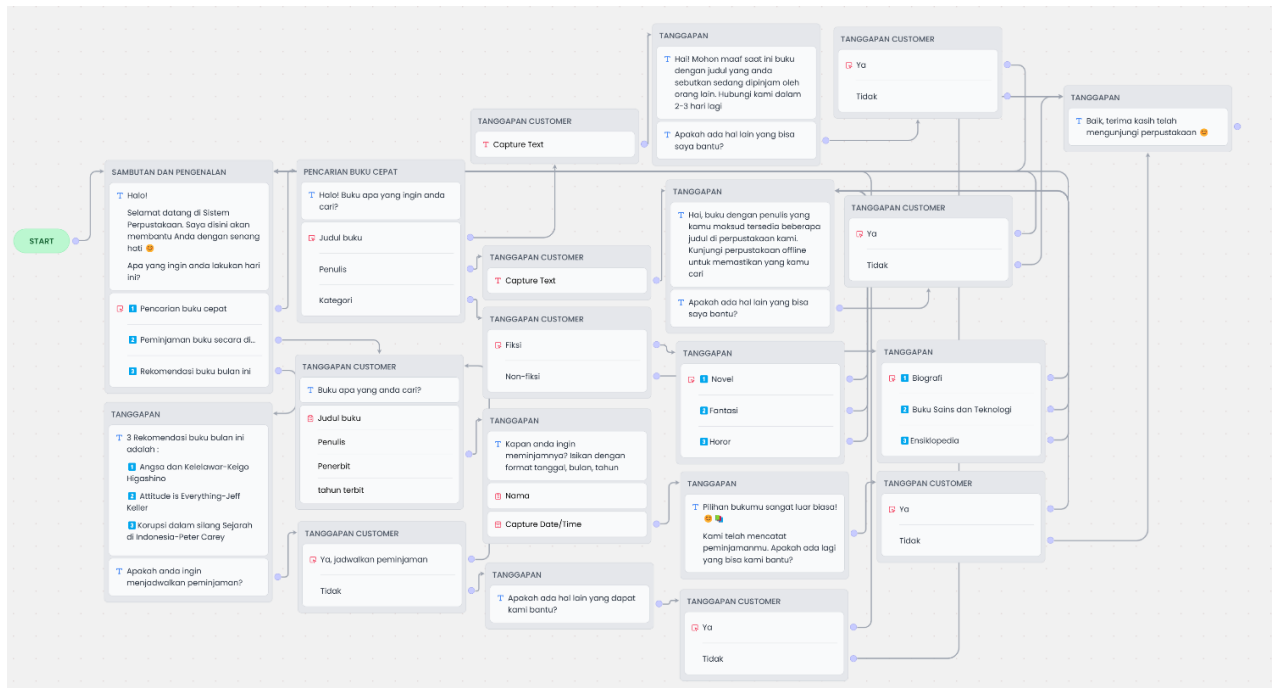 START
SAMBUTAN DAN PENGENALAN
Halo!
Selamat datang di Sistem
Perpustakaan. Saya disini akan
membantu Anda dengan senang
hati 😊
Apa yang ingin anda lakukan hari
ini?
1 Pencarian buku cepat
2 Peminjaman buku secara di...
3 Rekomendasi buku bulan ini
TANGGAPAN
3 Rekomendasi buku bulan ini
adalah :
1 Angsa dan Kelelawar-Keigo
Higashino
2 Attitude is Everything-Jeff
Keller
3 Korupsi dalam silang Sejarah
di Indonesia-Peter Carey
Apakah anda ingin
menjadwalkan peminjaman?
PENCARIAN BUKU CEPAT
Halo! Buku apa yang ingin anda
cari?
Judul buku
Penulis
Kategori
TANGGAPAN CUSTOMER
Buku apa yang anda cari?
Judul buku
Penulis
Penerbit
tahun terbit
TANGGAPAN CUSTOMER
Ya, jadwalkan peminjaman
Tidak
TANGGAPAN CUSTOMER
Capture Text
TANGGAPAN CUSTOMER
Capture Text
TANGGAPAN CUSTOMER
Fiksi
Non-fiksi
TANGGAPAN
Kapan anda ingin
meminjamnya? Isikan dengan
format tanggal, bulan, tahun
Nama
Capture Date/Time
TANGGAPAN
Apakah ada hal lain yang dapat
kami bantu?
TANGGAPAN
Hai! Mohon maaf saat ini buku
dengan judul yang anda
sebutkan sedang dipinjam oleh
orang lain. Hubungi kami dalam
2-3 hari lagi
Apakah ada hal lain yang bisa
saya bantu?
TANGGAPAN
Hai, buku dengan penulis yang
kamu maksud tersedia beberapa
judul di perpustakaan kami.
Kunjungi perpustakaan offline
untuk memastikan yang kamu
cari
Apakah ada hal lain yang bisa
saya bantu?
TANGGAPAN
1 Novel
2 Fantasi
3 Horor
TANGGAPAN
Pilihan bukumu sangat luar biasa!
😊 📚
Kami telah mencatat
peminjamanmu. Apakah ada lagi
yang bisa kami bantu?
TANGGAPAN CUSTOMER
Ya
Tidak
TANGGAPAN CUSTOMER
Ya
Tidak
TANGGAPAN CUSTOMER
Ya
Tidak
TANGGAPAN
1 Biografi
2 Buku Sains dan Teknologi
3 Ensiklopedia
TANGGPAN CUSTOMER
Ya
Tidak
TANGGAPAN
Baik, terima kasih telah
mengunjungi perpustakaan 😊